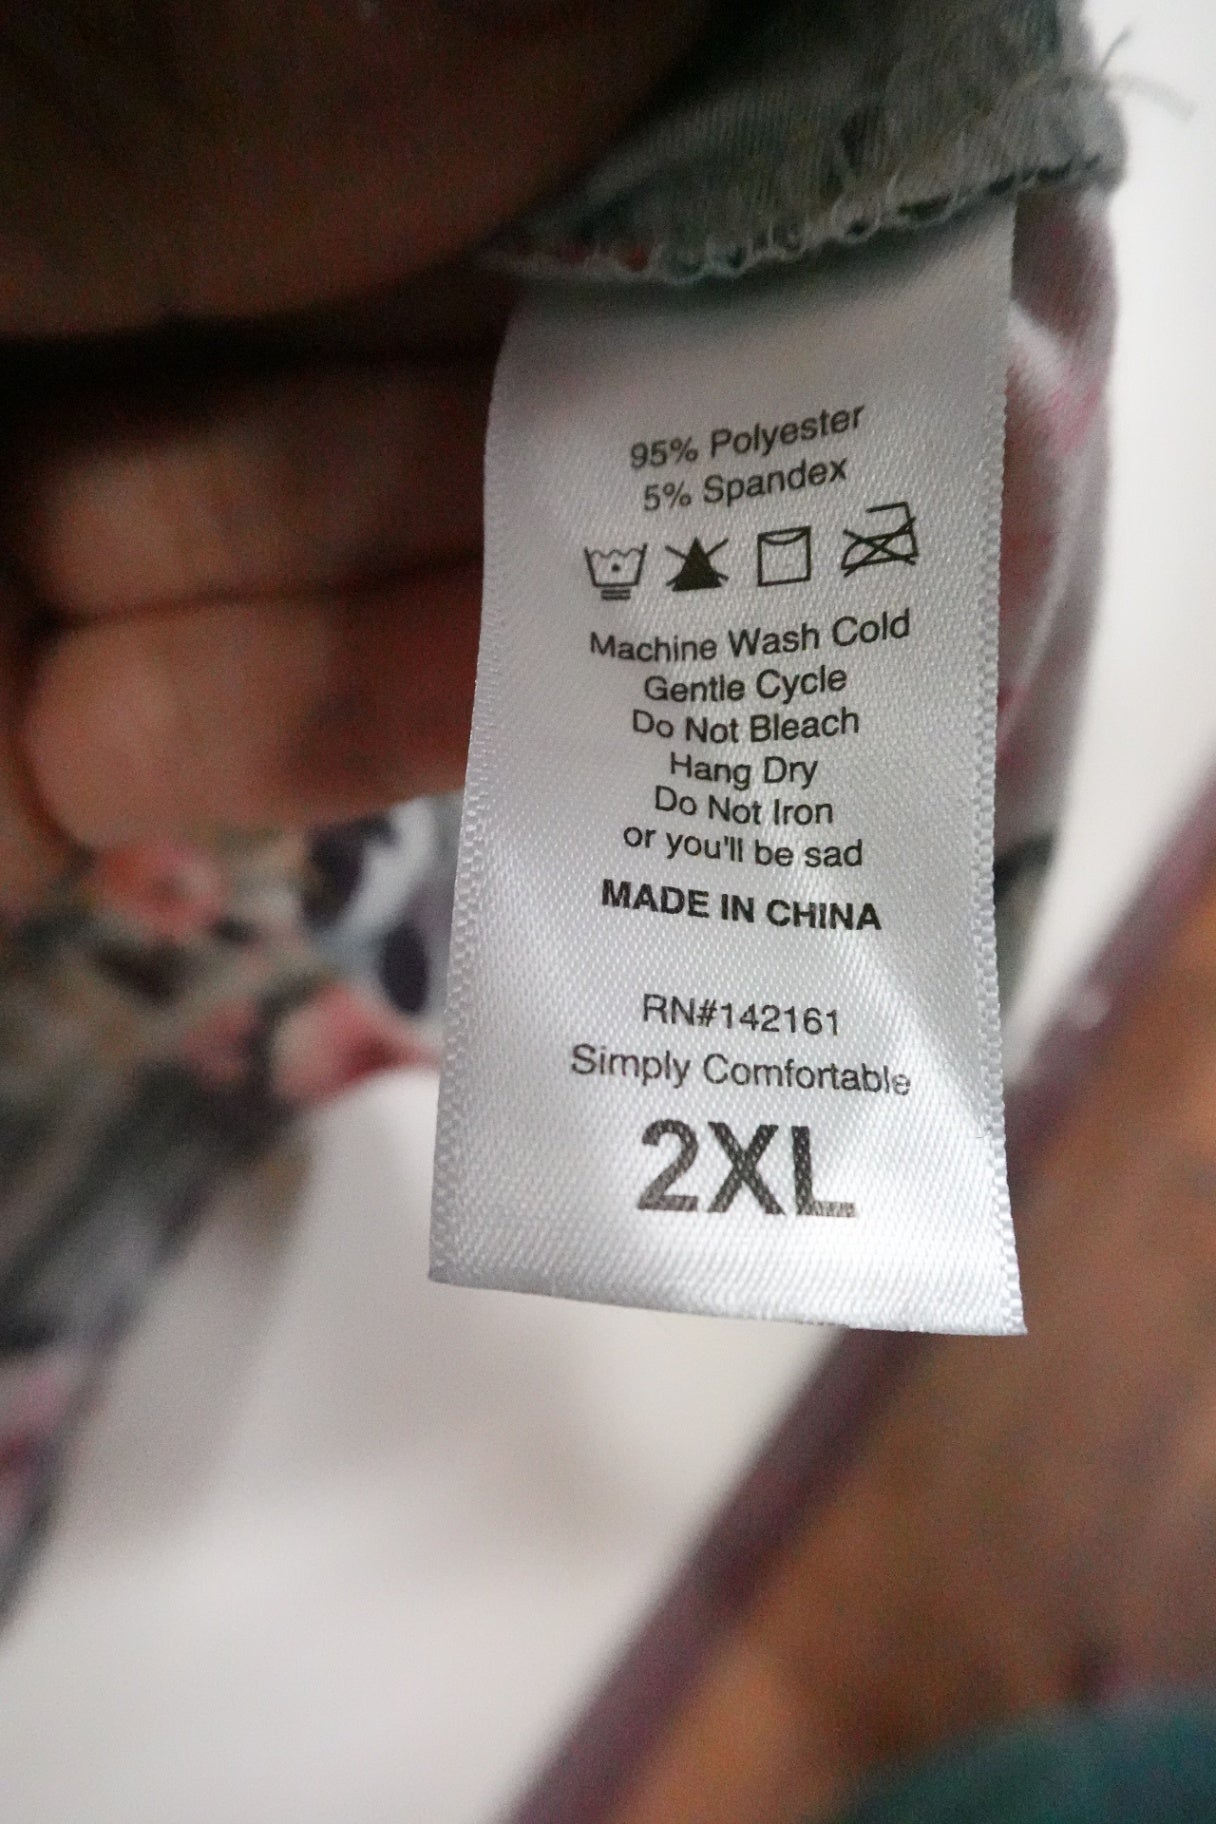 95% Polyester
5% Spandex
Machine Wash Cold
Gentle Cycle
Do Not Bleach
Hang Dry
Do Not Iron
or you'll be sad
MADE IN CHINA
RN#142161
Simply Comfortable
2XL